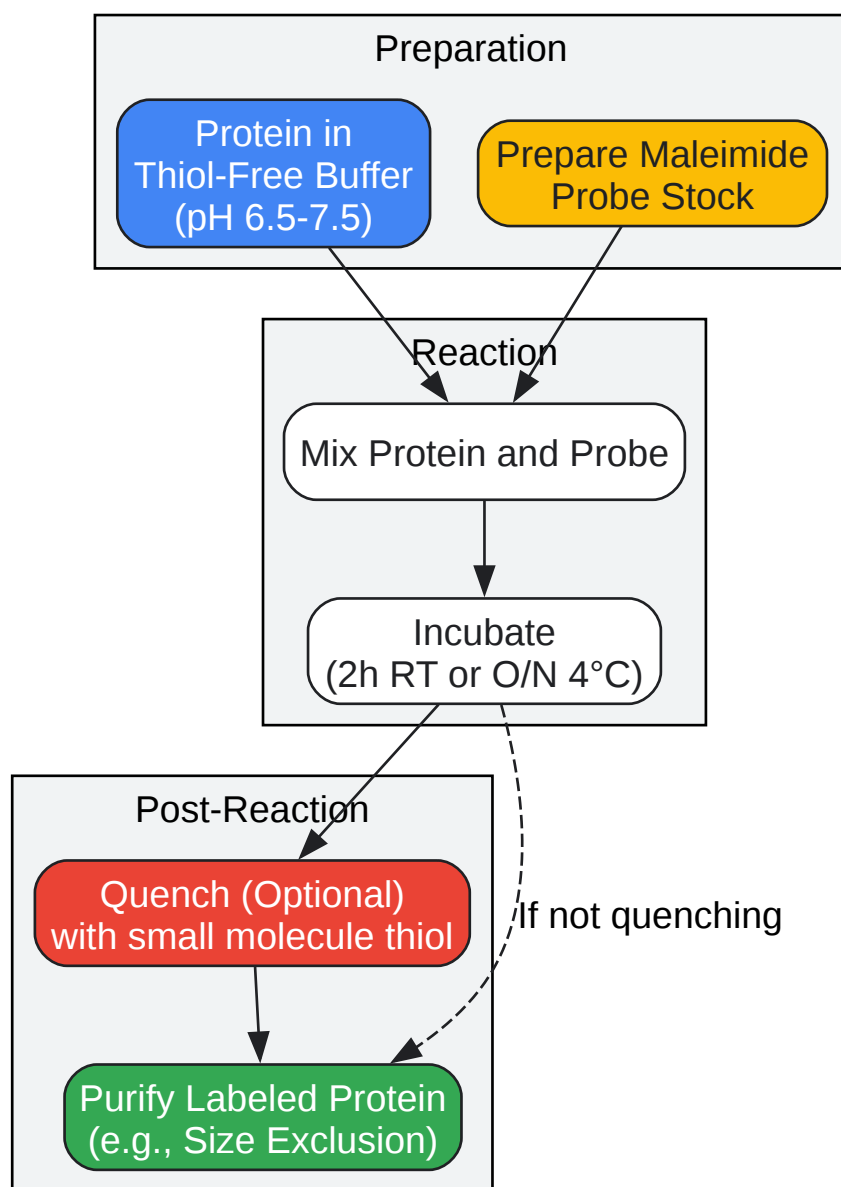 Preparation
Protein in
Thiol-Free Buffer
(pH 6.5-7.5)
Prepare Maleimide
Probe Stock
Reaction
Mix Protein and Probe
Incubate
(2h RT or O/N 4°C)
Post-Reaction
Quench (Optional)
with small molecule thiol
If not quenching
Purify Labeled Protein
(e.g., Size Exclusion)